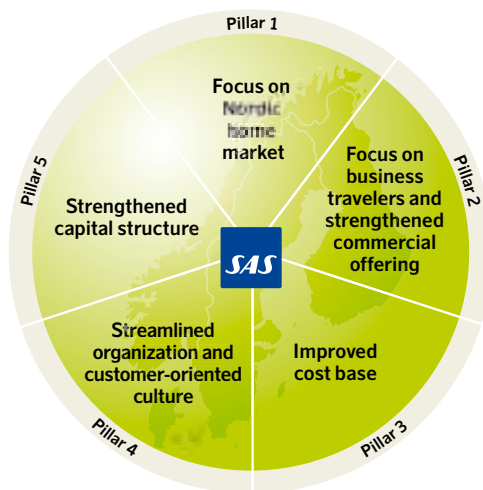 Pillar 1
Focus on
Nordic
home
market
Pillar 2
Focus on
business
travelers and
strengthened
commercial
offering
Pillar 3
Improved
cost base
Pillar 4
Streamlined
organization and
customer-oriented
culture
Pillar 5
Strengthened
capital structure
SAS